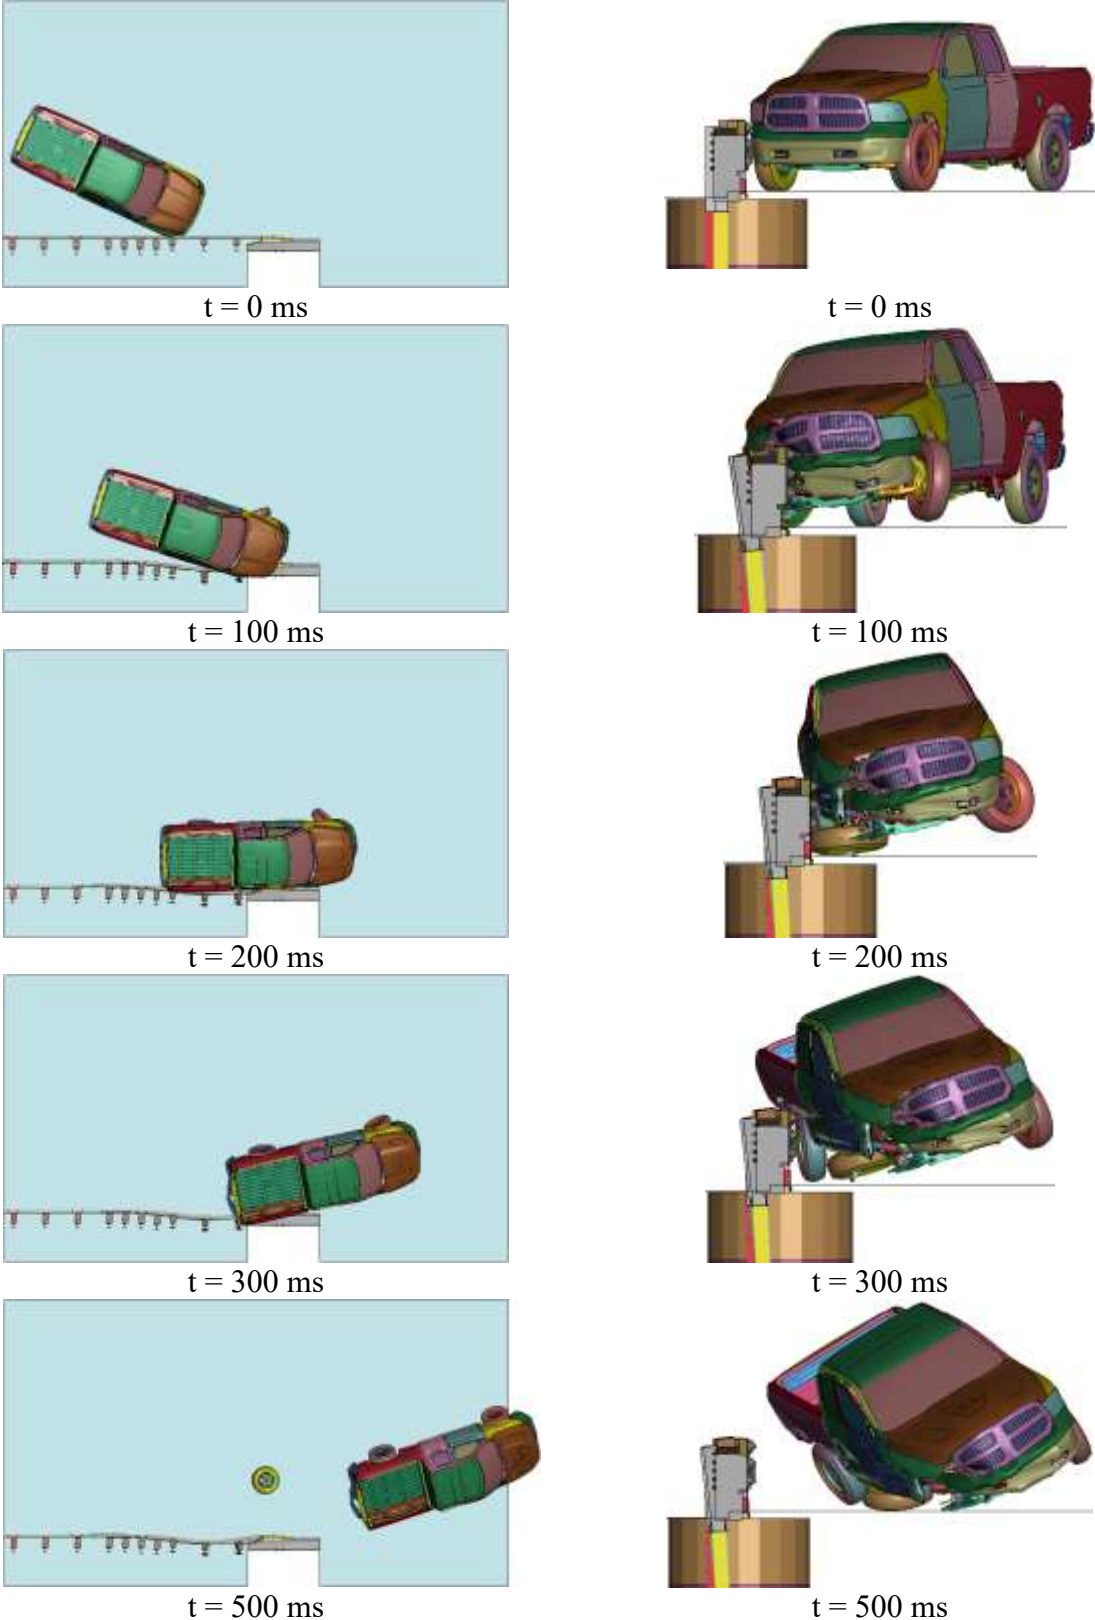 t = 0 ms
t = 0 ms
t = 100 ms
t = 100 ms
t = 200 ms
t = 200 ms
t = 300 ms
t = 300 ms
t = 500 ms
t = 500 ms